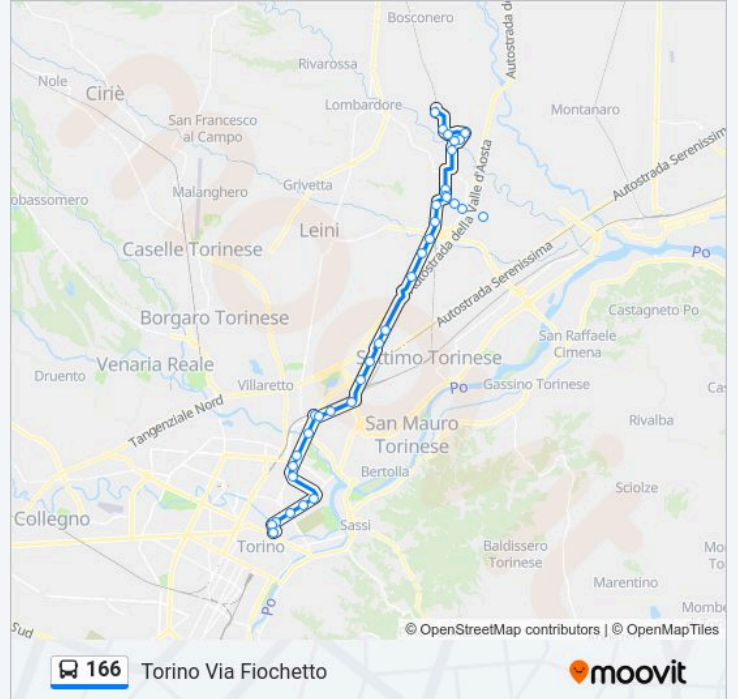 Bosconero
Autostrada de
Rivarossa
Nole
Ciriè
Lombardore
San Francesco
al Campo
Montanaro
Autostrada Serenissim
Grivetta
Malanghero
obassomero
Autostrada della Valle d'Aosta
Leini
Caselle Torinese
Po
Autostrada Serenissima
Castagneto Po
Borgaro Torinese
San Raffaele
Cimena
Settimo Torinese
Venaria Reale
Druento
Villaretto
Po
Gassino Torinese
Cas
Tangenziale Nord
San Mauro
Torinese
Rivalba
Bertolla
Sciolze
Collegno
Sassi
Torino
Baldissero
Torinese
Mo
To
Marentino
Po
Mombe
Sud
© OpenStreetMap contributors | © OpenMapTiles
166 Torino Via Fiochetto
moovit